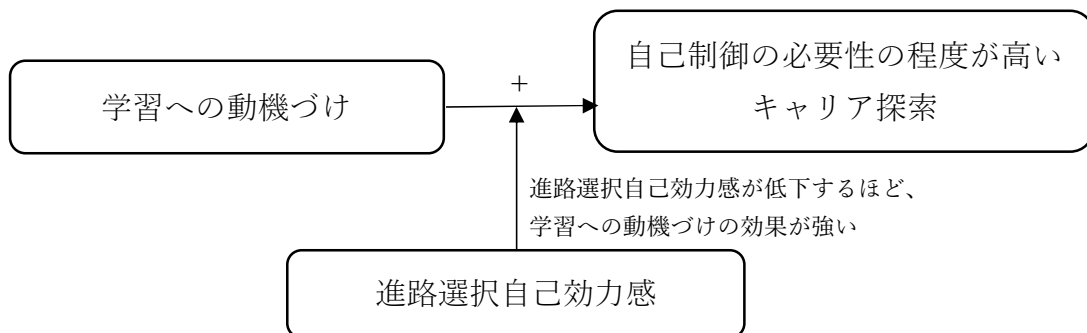 自己制御の必要性の程度が高い
キャリア探索
学習への動機づけ
+
進路選択自己効力感が低下するほど、
学習への動機づけの効果が強い
進路選択自己効力感